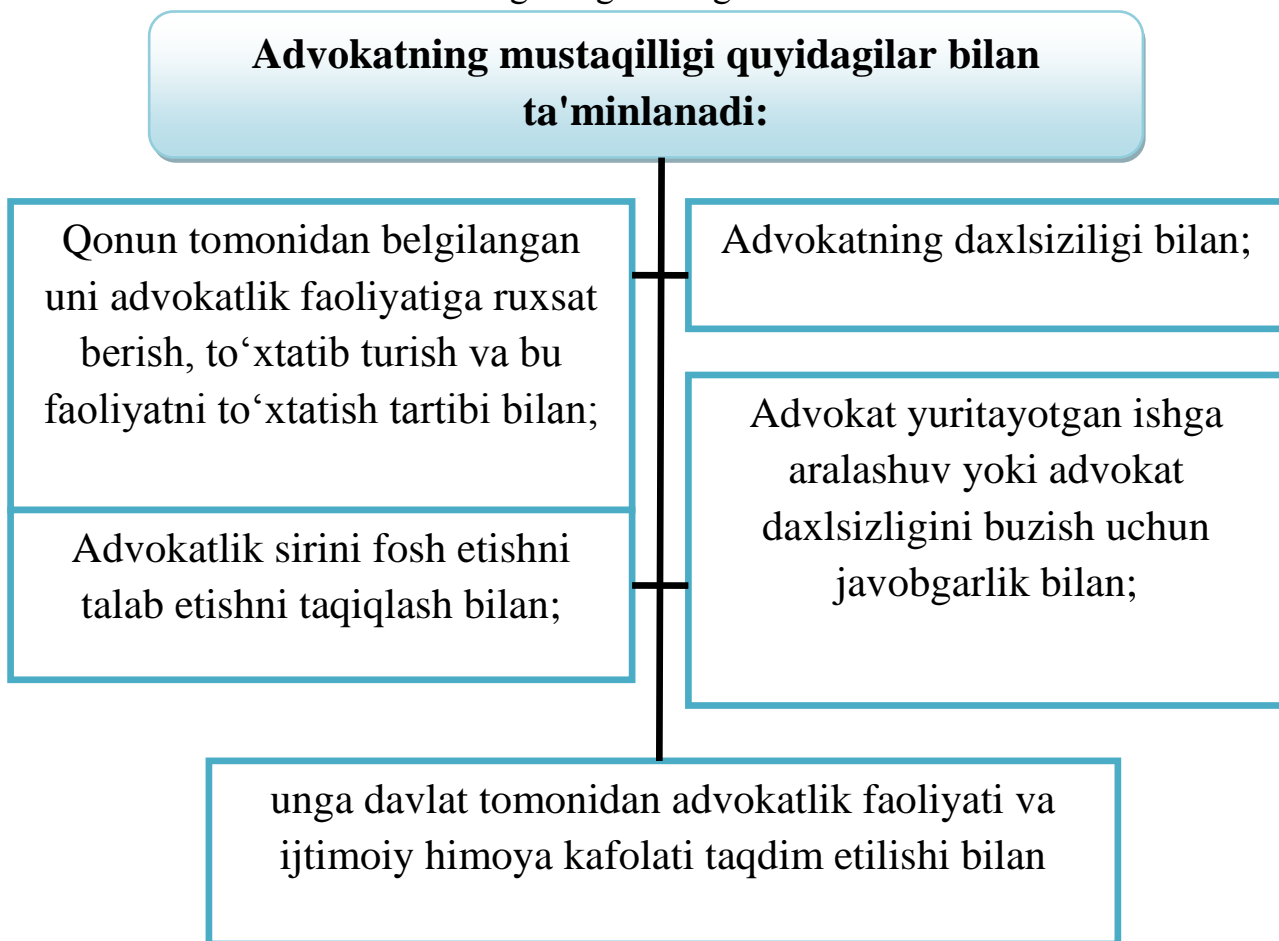 Advokatning mustaqilligi quyidagilar bilan
ta'minlanadi:
Qonun tomonidan belgilangan
uni advokatlik faoliyatiga ruxsat
berish, to‘xtatib turish va bu
faoliyatni to‘xtatish tartibi bilan;
Advokatning daxlsiziligi bilan;
Advokatlik sirini fosh etishni
talab etishni taqiqlash bilan;
Advokat yuritayotgan ishga
aralashuv yoki advokat
daxlsizligini buzish uchun
javobgarlik bilan;
unga davlat tomonidan advokatlik faoliyati va
ijtimoiy himoya kafolati taqdim etilishi bilan